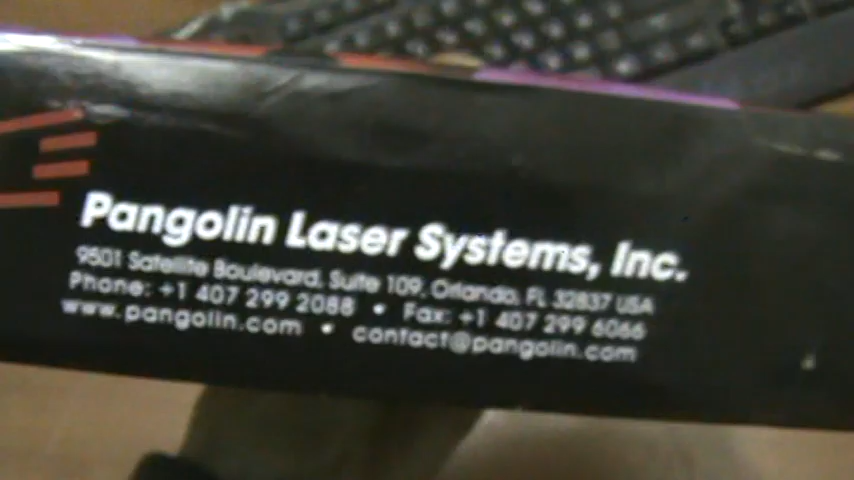 Pangolin Laser Systems, Inc.
9501 Satellite Boulevard, Suite 109, Orlando, FL 32837 USA
Phone: +1 407 299 2088 • Fax: +1 407 299 6066
www.pangolin.com • contact@pangolin.com